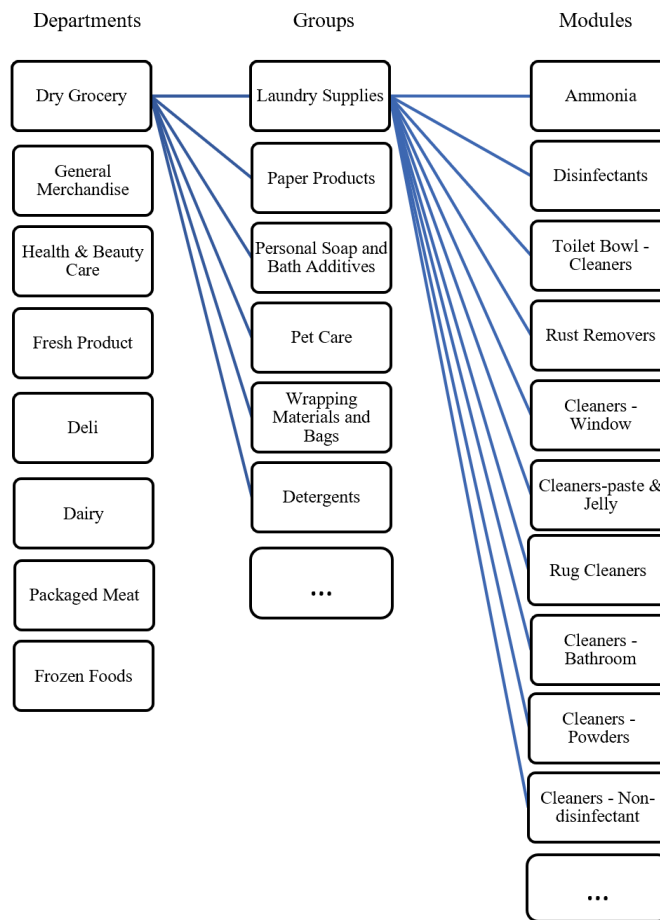 Departments
Groups
Modules
Dry Grocery
General
Merchandise
Health & Beauty
Care
Fresh Product
Deli
Dairy
Packaged Meat
Frozen Foods
Laundry Supplies
Paper Products
Personal Soap and
Bath Additives
Pet Care
Wrapping
Materials and
Bags
Detergents
...
Ammonia
Disinfectants
Toilet Bowl -
Cleaners
Rust Removers
Cleaners -
Window
Cleaners-paste &
Jelly
Rug Cleaners
Cleaners -
Bathroom
Cleaners -
Powders
Cleaners - Non-
disinfectant
...